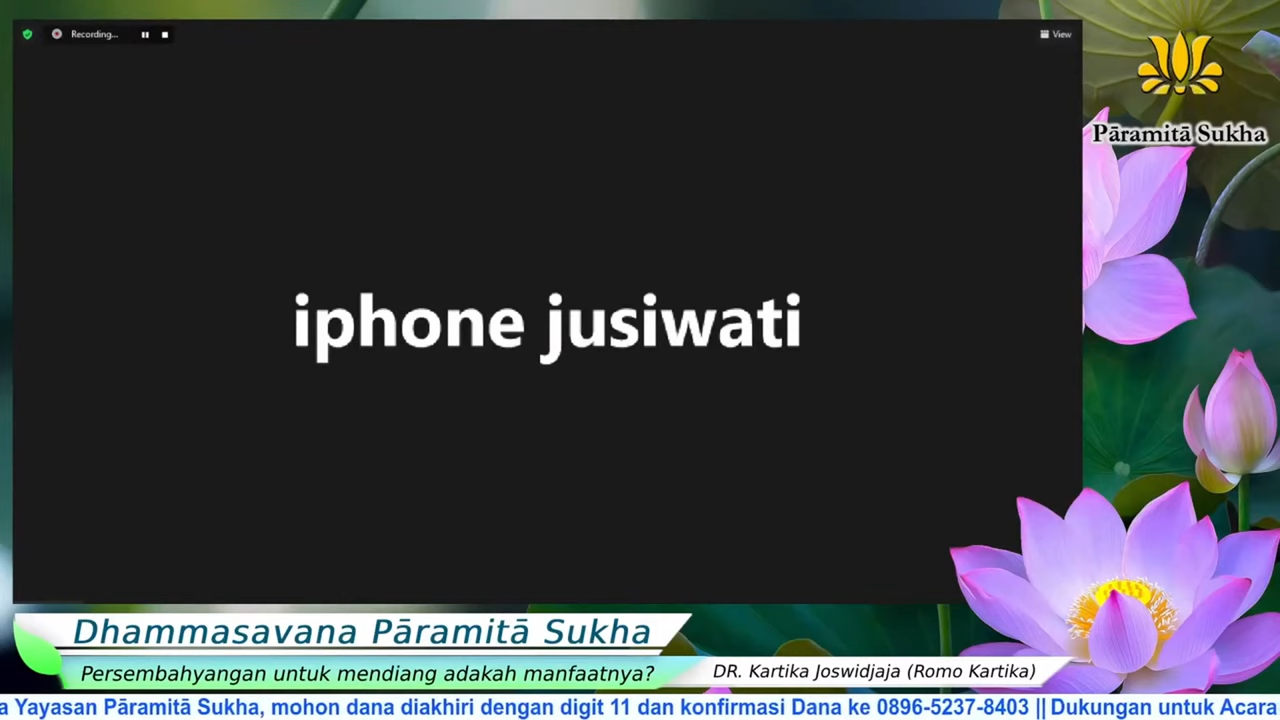 Recording...
View
Pāramitā Sukha
iphone jusiwati
Dhammasavana Pāramitā Sukha
Persembahyangan untuk mendiang adakah manfaatnya?
DR. Kartika Joswidjaja (Romo Kartika)
a Yayasan Pāramitā Sukha, mohon dana diakhiri dengan digit 11 dan konfirmasi Dana ke 0896-5237-8403 || Dukungan untuk Acara